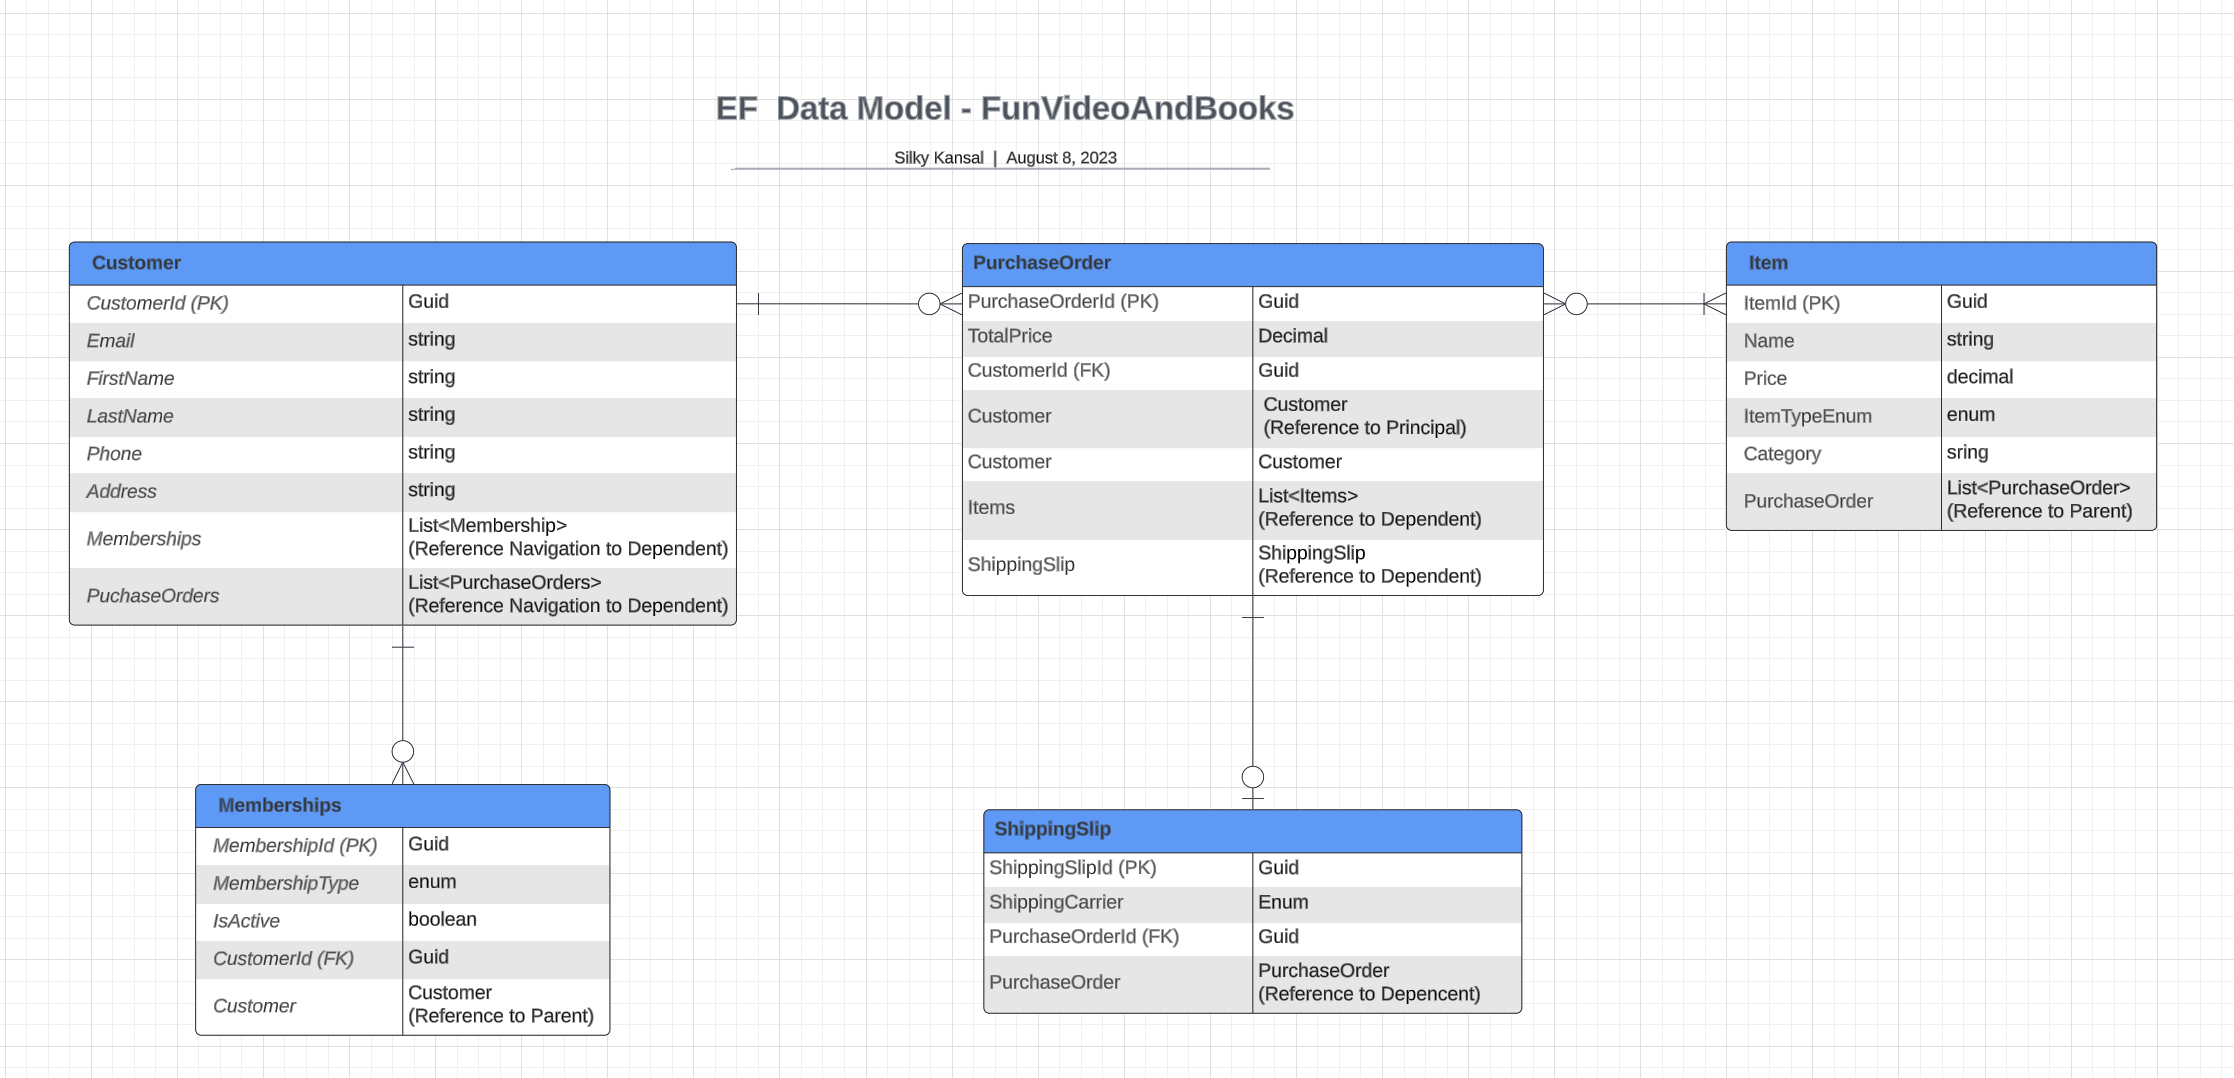 EF Data Model - FunVideoAndBooks
Silky Kansal | August 8, 2023
Customer
CustomerId (PK) Guid
Email string
FirstName string
LastName string
Phone string
Address string
Memberships List<Membership>
(Reference Navigation to Dependent)
PuchaseOrders List<PurchaseOrders>
(Reference Navigation to Dependent)
PurchaseOrder
PurchaseOrderId (PK) Guid
TotalPrice Decimal
CustomerId (FK) Guid
Customer Customer
(Reference to Principal)
Customer Customer
Items List<Items>
(Reference to Dependent)
ShippingSlip ShippingSlip
(Reference to Dependent)
Item
ItemId (PK) Guid
Name string
Price decimal
ItemTypeEnum enum
Category sring
PurchaseOrder List<PurchaseOrder>
(Reference to Parent)
Memberships
MembershipId (PK) Guid
MembershipType enum
IsActive boolean
CustomerId (FK) Guid
Customer Customer
(Reference to Parent)
ShippingSlip
ShippingSlipId (PK) Guid
ShippingCarrier Enum
PurchaseOrderId (FK) Guid
PurchaseOrder PurchaseOrder
(Reference to Depencent)